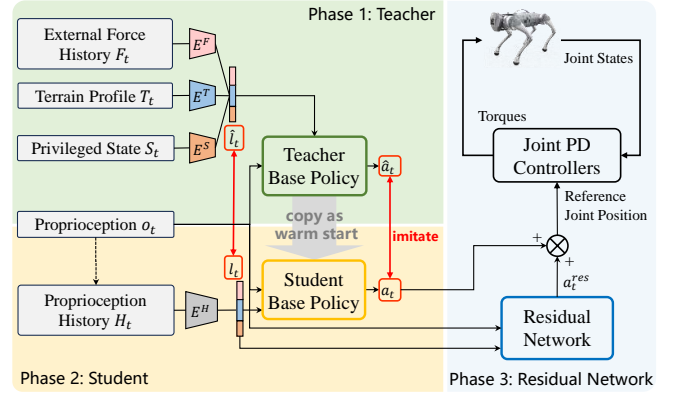 Phase 1: Teacher
External Force
History F_t
E^F
Terrain Profile T_t
E^T
Privileged State S_t
E^S
l̂_t
Teacher
Base Policy
â_t
Proprioception o_t
copy as
warm start
imitate
l_t
Student
Base Policy
a_t
Proprioception
History H_t
E^H
Phase 2: Student
Joint States
Torques
Joint PD
Controllers
Reference
Joint Position
+
+
a_t^{res}
Residual
Network
Phase 3: Residual Network